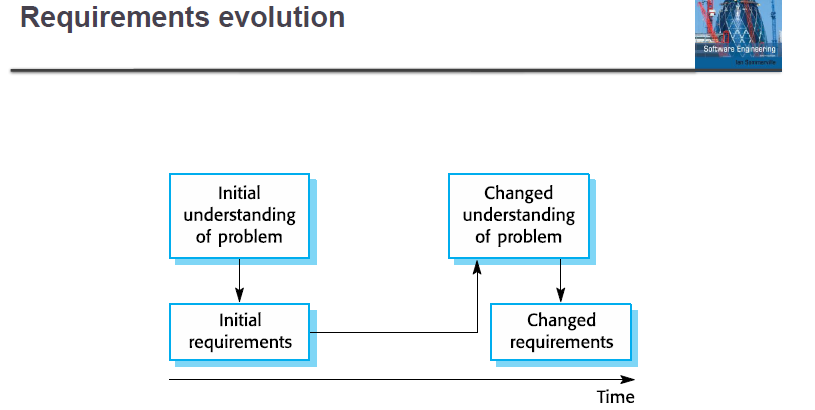 Requirements evolution
Software Engineering
Ian Sommerville
Initial
understanding
of problem
Changed
understanding
of problem
Initial
requirements
Changed
requirements
Time